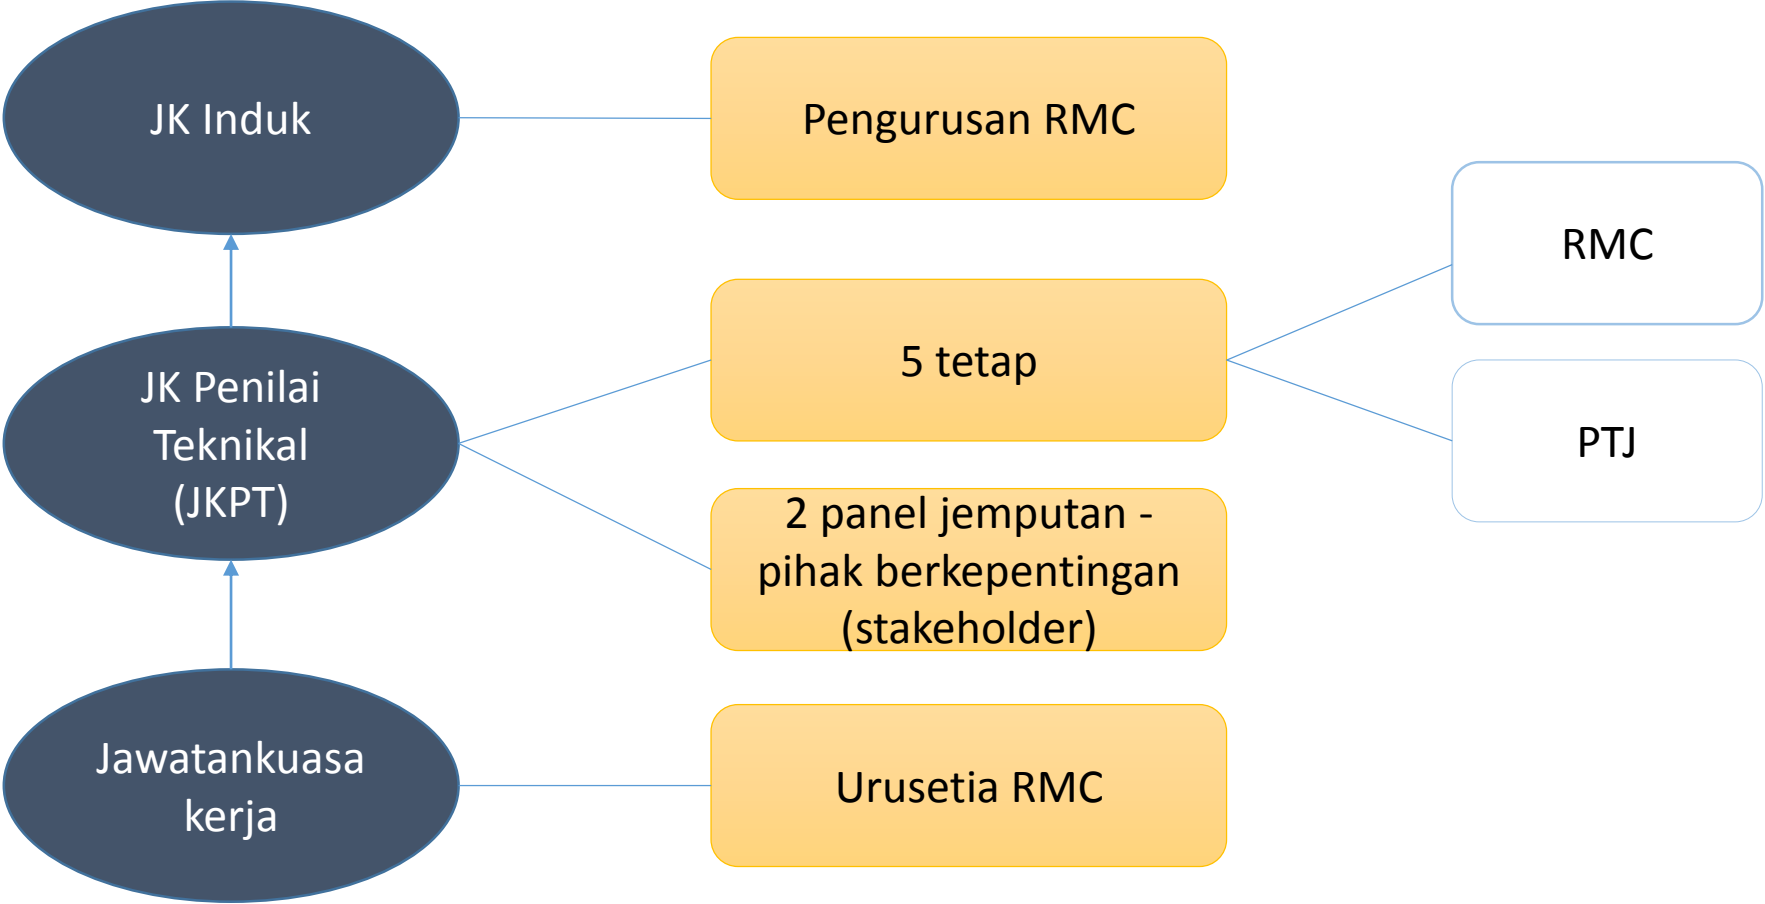 JK Induk
Pengurusan RMC
RMC
JK Penilai
Teknikal
(JKPT)
5 tetap
PTJ
2 panel jemputan -
pihak berkepentingan
(stakeholder)
Jawatankuasa
kerja
Urusetia RMC